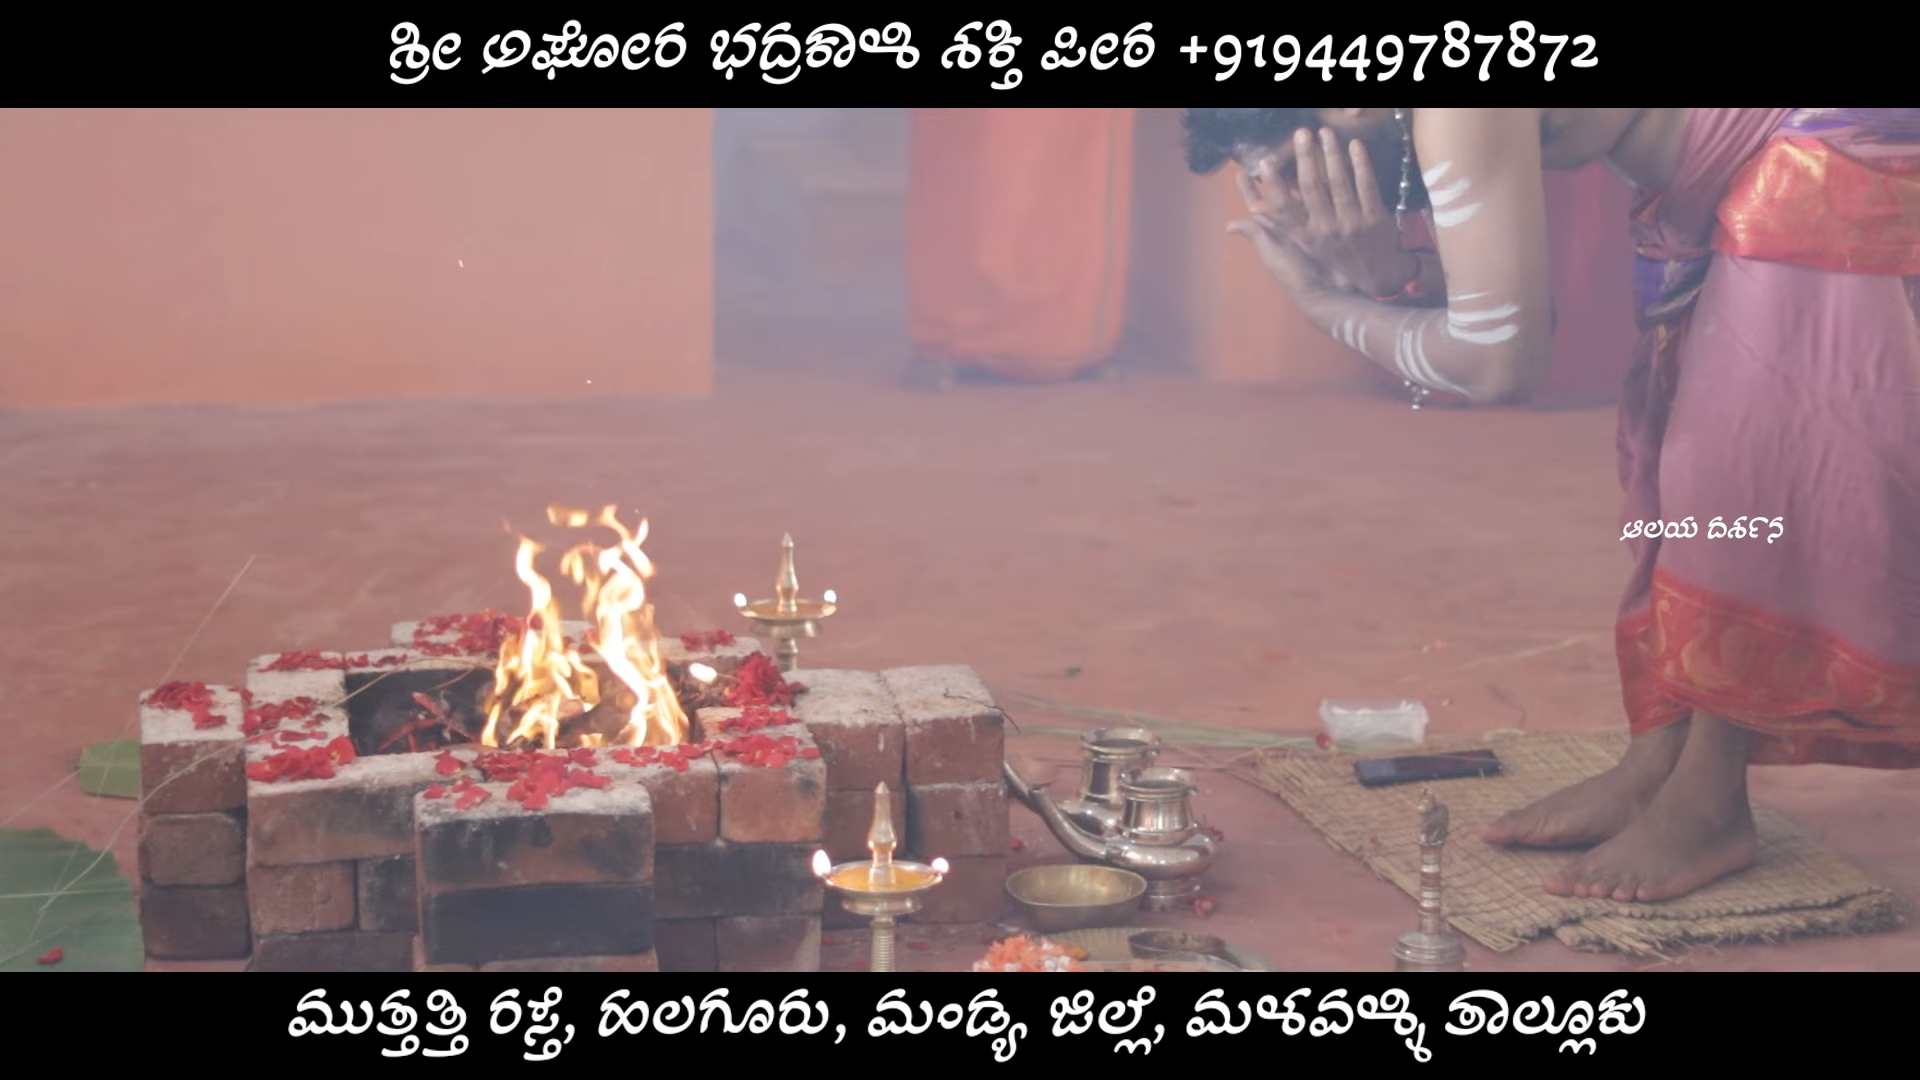 ಶ್ರೀ ಅಘೋರ ಭದ್ರಕಾಳಿ ಶಕ್ತಿ ಪೀಠ +919449787872
ಆಲಯ ದರ್ಶನ
ಮುತ್ತತ್ತಿ ರಸ್ತೆ, ಹಲಗೂರು, ಮಂಡ್ಯ ಜಿಲ್ಲೆ, ಮಳವಳ್ಳಿ ತಾಲ್ಲೂಕು